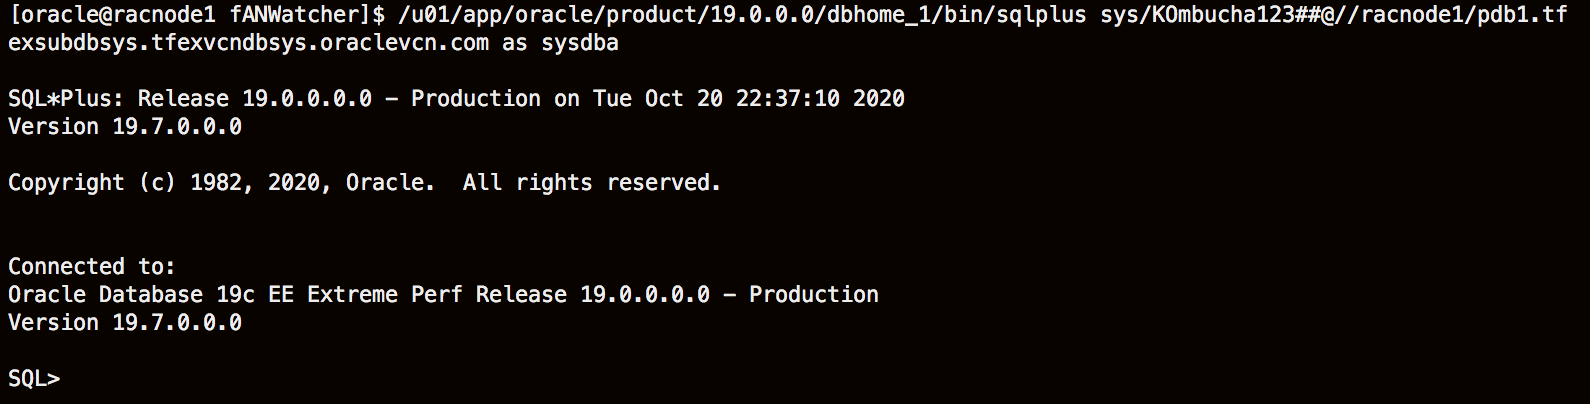 [oracle@racnode1 fANWatcher]$ /u01/app/oracle/product/19.0.0.0/dbhome_1/bin/sqlplus sys/KOmbucha123##@//racnode1/pdb1.tf
exsubdbsys.tfexvcndbsys.oraclevcn.com as sysdba
SQL*Plus: Release 19.0.0.0.0 - Production on Tue Oct 20 22:37:10 2020
Version 19.7.0.0.0
Copyright (c) 1982, 2020, Oracle.  All rights reserved.
Connected to:
Oracle Database 19c EE Extreme Perf Release 19.0.0.0.0 - Production
Version 19.7.0.0.0
SQL>